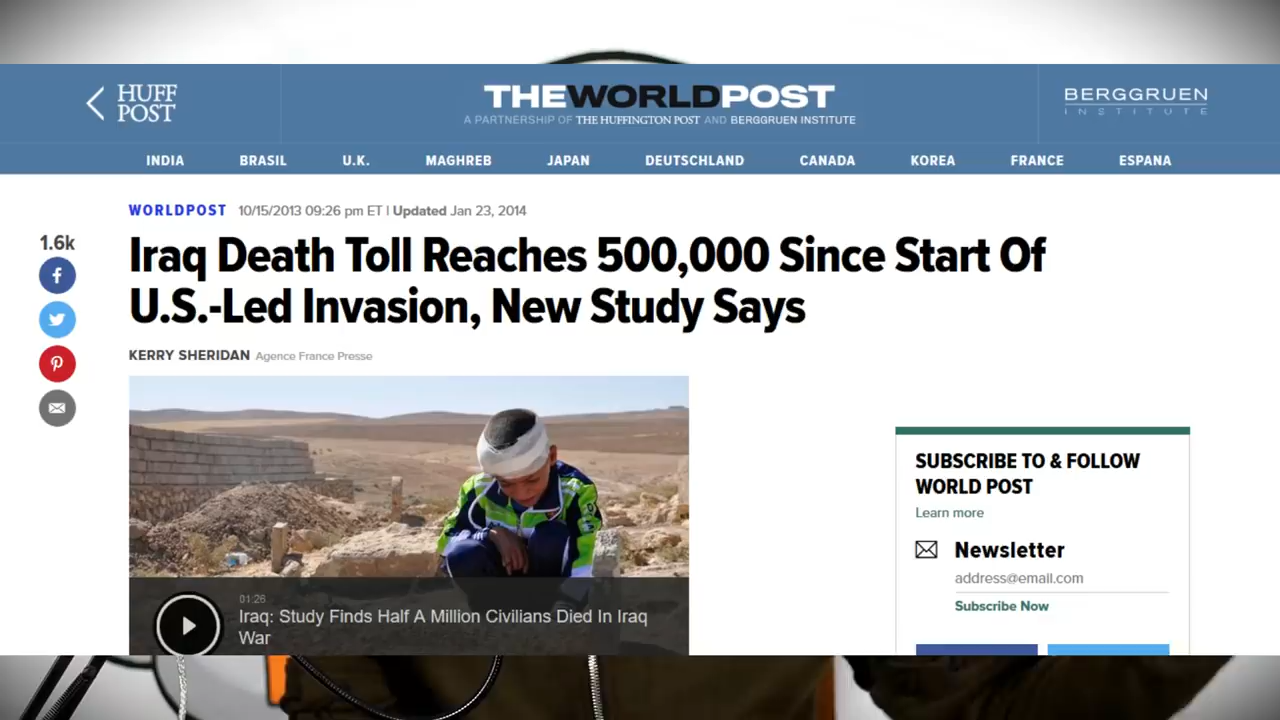 HUFF
POST
THEWORLDPOST
A PARTNERSHIP OF THE HUFFINGTON POST AND BERGGRUEN INSTITUTE
BERGGRUEN
INSTITUTE
INDIA BRASIL U.K. MAGHREB JAPAN DEUTSCHLAND CANADA KOREA FRANCE ESPANA
WORLDPOST 10/15/2013 09:26 pm ET | Updated Jan 23, 2014
1.6k
Iraq Death Toll Reaches 500,000 Since Start Of
U.S.-Led Invasion, New Study Says
KERRY SHERIDAN Agence France Presse
01:26
Iraq: Study Finds Half A Million Civilians Died In Iraq
War
SUBSCRIBE TO & FOLLOW
WORLD POST
Learn more
Newsletter
address@email.com
Subscribe Now